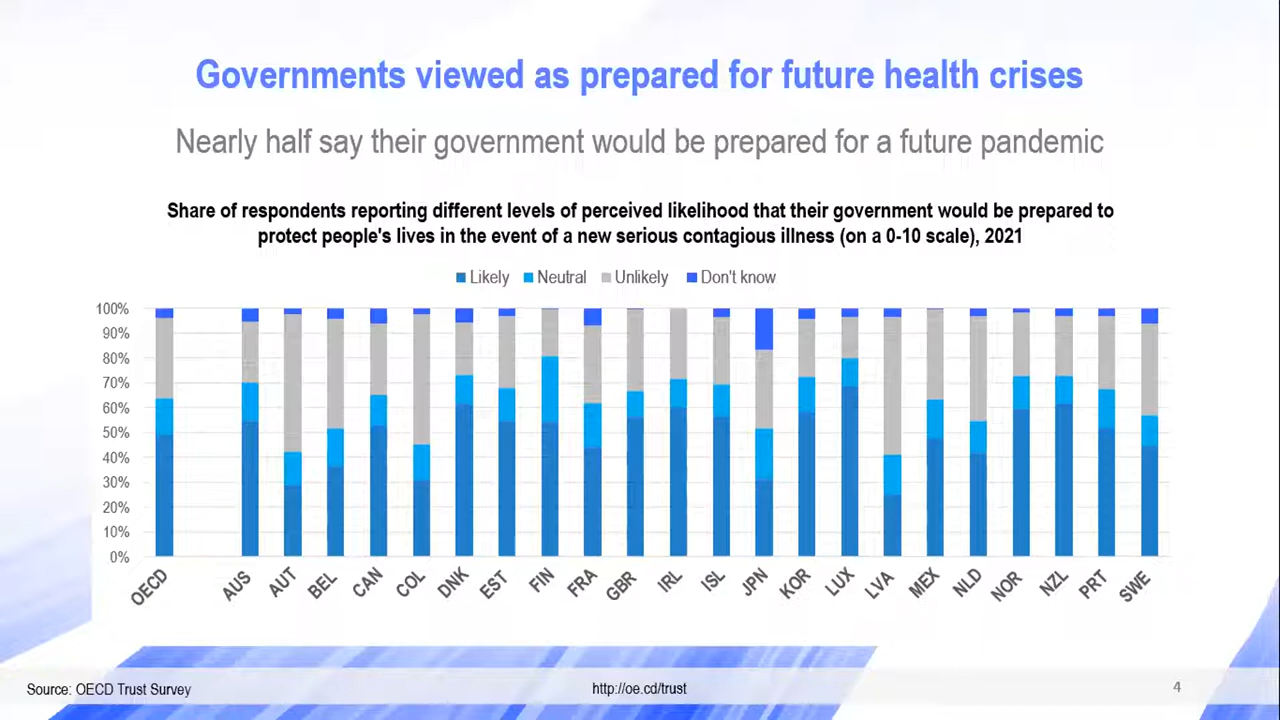 Governments viewed as prepared for future health crises
Nearly half say their government would be prepared for a future pandemic
Share of respondents reporting different levels of perceived likelihood that their government would be prepared to
protect people's lives in the event of a new serious contagious illness (on a 0-10 scale), 2021
Likely Neutral Unlikely Don't know
100%
90%
80%
70%
60%
50%
40%
30%
20%
10%
0%
OECD AUS AUT BEL CAN COL DNK EST FIN FRA GBR IRL ISL JPN KOR LUX LVA MEX NLD NOR NZL PRT SWE
Source: OECD Trust Survey http://oe.cd/trust 4